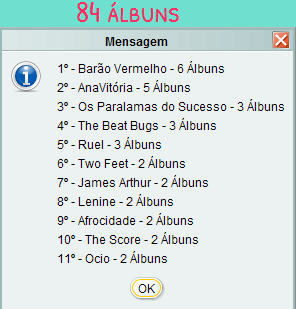 84 ÁLBUNS
Mensagem
1º - Barão Vermelho - 6 Álbuns
2º - AnaVitória - 5 Álbuns
3º - Os Paralamas do Sucesso - 3 Álbuns
4º - The Beat Bugs - 3 Álbuns
5º - Ruel - 3 Álbuns
6º - Two Feet - 2 Álbuns
7º - James Arthur - 2 Álbuns
8º - Lenine - 2 Álbuns
9º - Afrocidade - 2 Álbuns
10º - The Score - 2 Álbuns
11º - Ocio - 2 Álbuns
OK